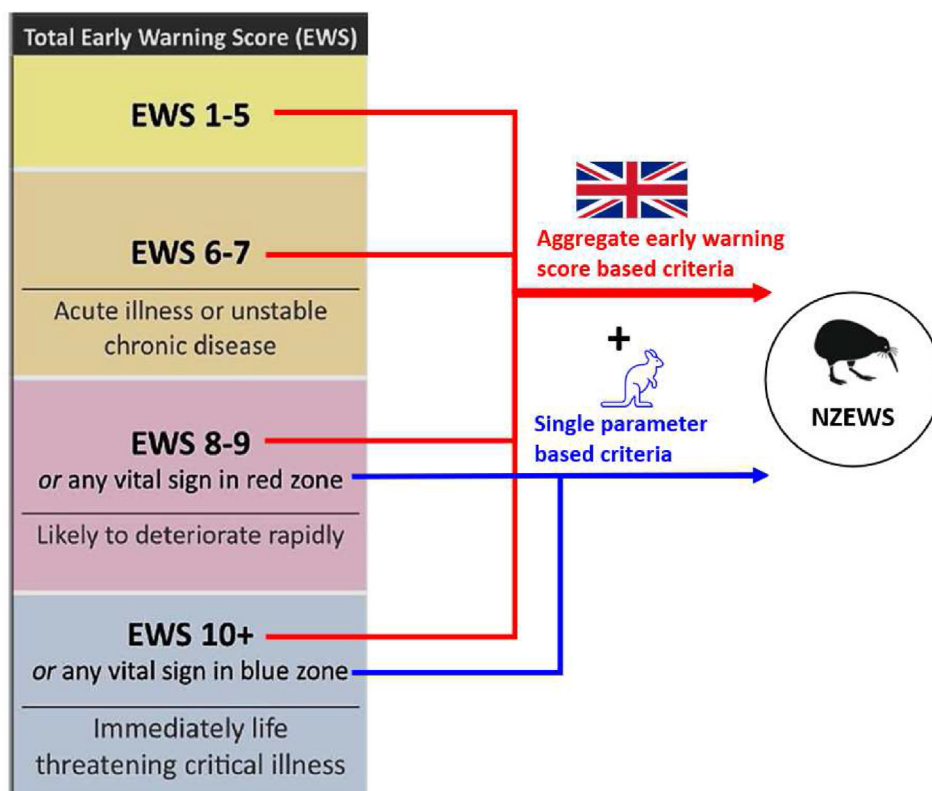 Total Early Warning Score (EWS)
EWS 1-5
EWS 6-7
Acute illness or unstable
chronic disease
EWS 8-9
or any vital sign in red zone
Likely to deteriorate rapidly
EWS 10+
or any vital sign in blue zone
Immediately life
threatening critical illness
Aggregate early warning
score based criteria
+
Single parameter
based criteria
NZEWS